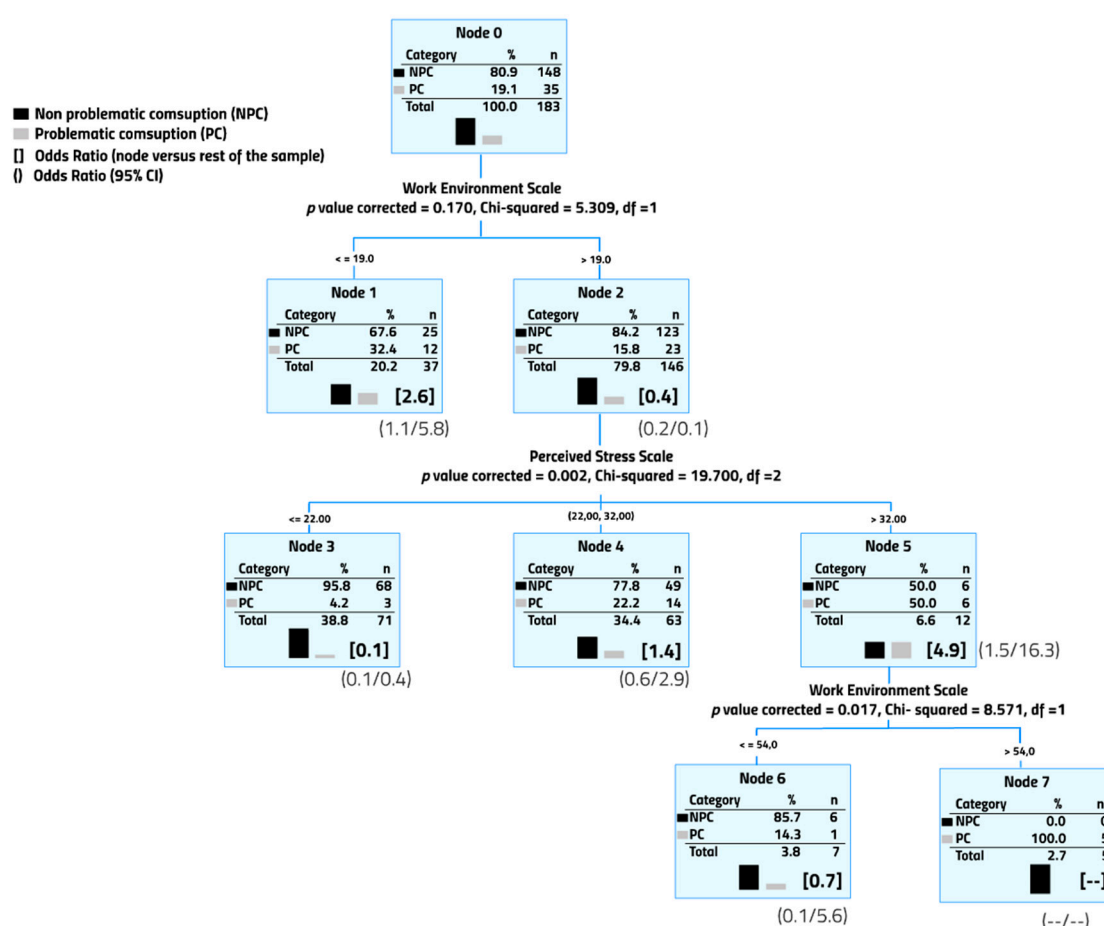 Node 0
Category % n
NPC 80.9 148
PC 19.1 35
Total 100.0 183
Non problematic comsuption (NPC)
Problematic comsuption (PC)
[] Odds Ratio (node versus rest of the sample)
() Odds Ratio (95% CI)
Work Environment Scale
p value corrected = 0.170, Chi-squared = 5.309, df =1
< = 19.0
> 19.0
Node 1
Category % n
NPC 67.6 25
PC 32.4 12
Total 20.2 37
[2.6]
(1.1/5.8)
Node 2
Category % n
NPC 84.2 123
PC 15.8 23
Total 79.8 146
[0.4]
(0.2/0.1)
Perceived Stress Scale
p value corrected = 0.002, Chi-squared = 19.700, df =2
<= 22.00
(22,00, 32,00)
> 32.00
Node 3
Category % n
NPC 95.8 68
PC 4.2 3
Total 38.8 71
[0.1]
(0.1/0.4)
Node 4
Categoy % n
NPC 77.8 49
PC 22.2 14
Total 34.4 63
[1.4]
(0.6/2.9)
Node 5
Category % n
NPC 50.0 6
PC 50.0 6
Total 6.6 12
[4.9] (1.5/16.3)
Work Environment Scale
p value corrected = 0.017, Chi- squared = 8.571, df =1
< = 54,0
> 54,0
Node 6
Category % n
NPC 85.7 6
PC 14.3 1
Total 3.8 7
[0.7]
(0.1/5.6)
Node 7
Category % n
NPC 0.0
PC 100.0
Total 2.7
[--]
(--/--)